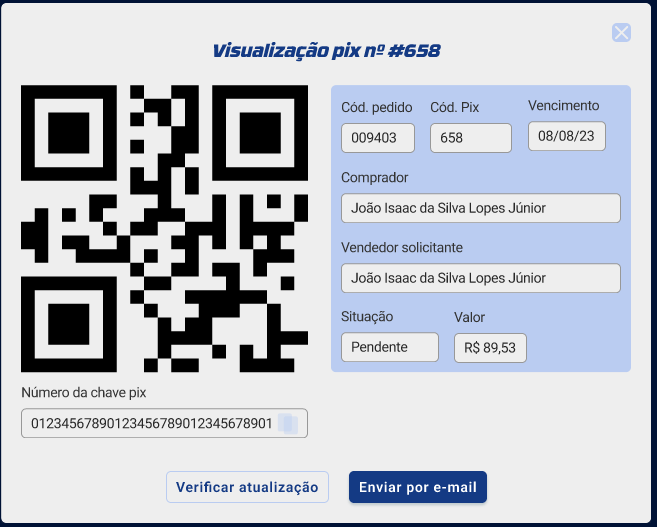 Visualização pix nº #658
Cód. pedido
Cód. Pix
Vencimento
009403
658
08/08/23
Comprador
João Isaac da Silva Lopes Júnior
Vendedor solicitante
João Isaac da Silva Lopes Júnior
Situação
Valor
Pendente
R$ 89,53
Número da chave pix
01234567890123456789012345678901
Verificar atualização
Enviar por e-mail